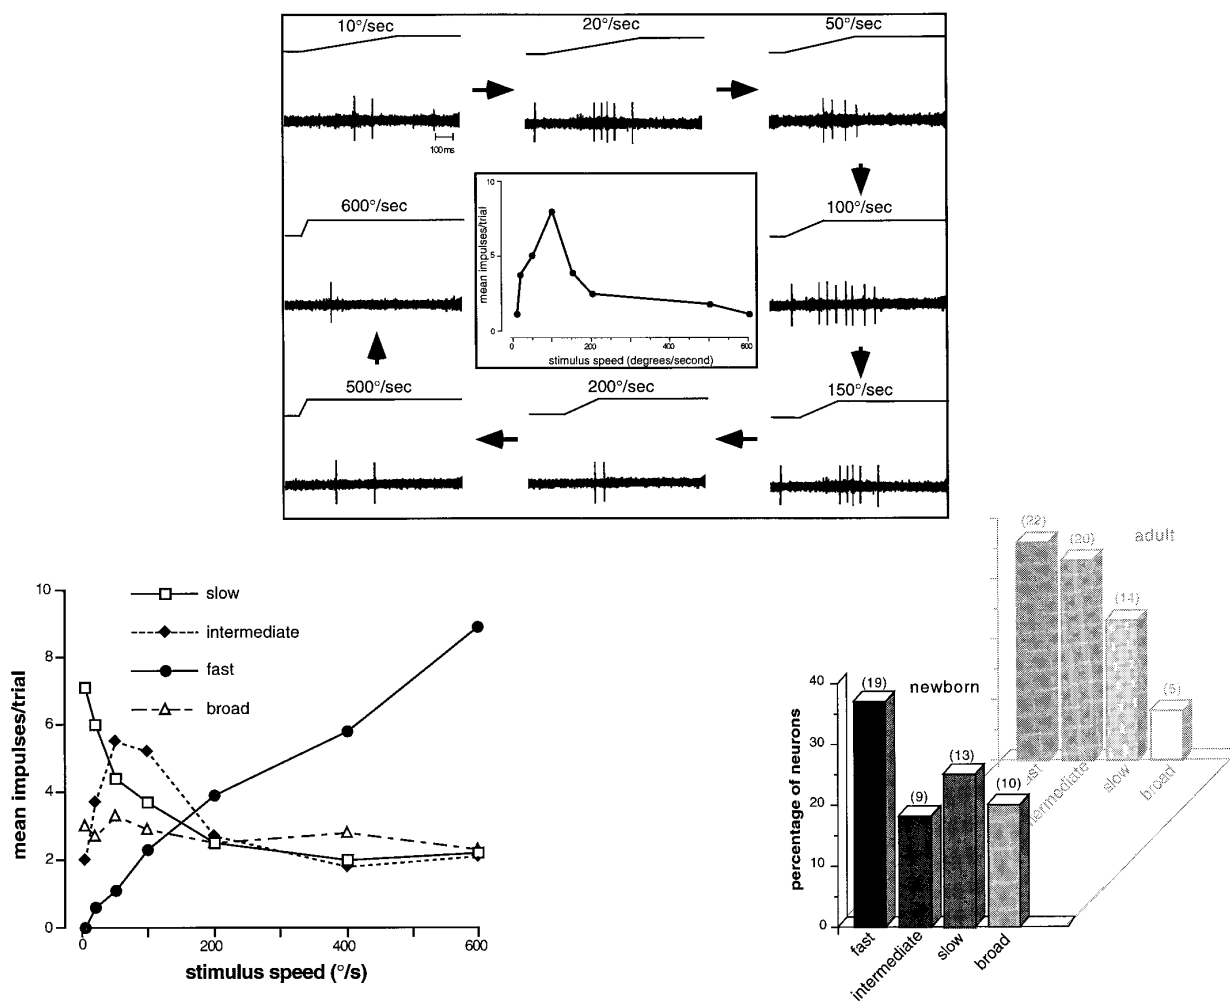 10°/sec
20°/sec
50°/sec
100ms
600°/sec
100°/sec
10
5
0
mean impulses/trial
0
200
400
600
stimulus speed (degrees/second)
500°/sec
200°/sec
150°/sec
10
8
6
4
2
0
mean impulses/trial
slow
intermediate
fast
broad
0
200
400
600
stimulus speed (°/s)
(22)
(20)
(14)
(5)
adult
slow
broad
40
30
20
10
0
percentage of neurons
newborn
(19)
(9)
(13)
(10)
fast
intermediate
slow
broad